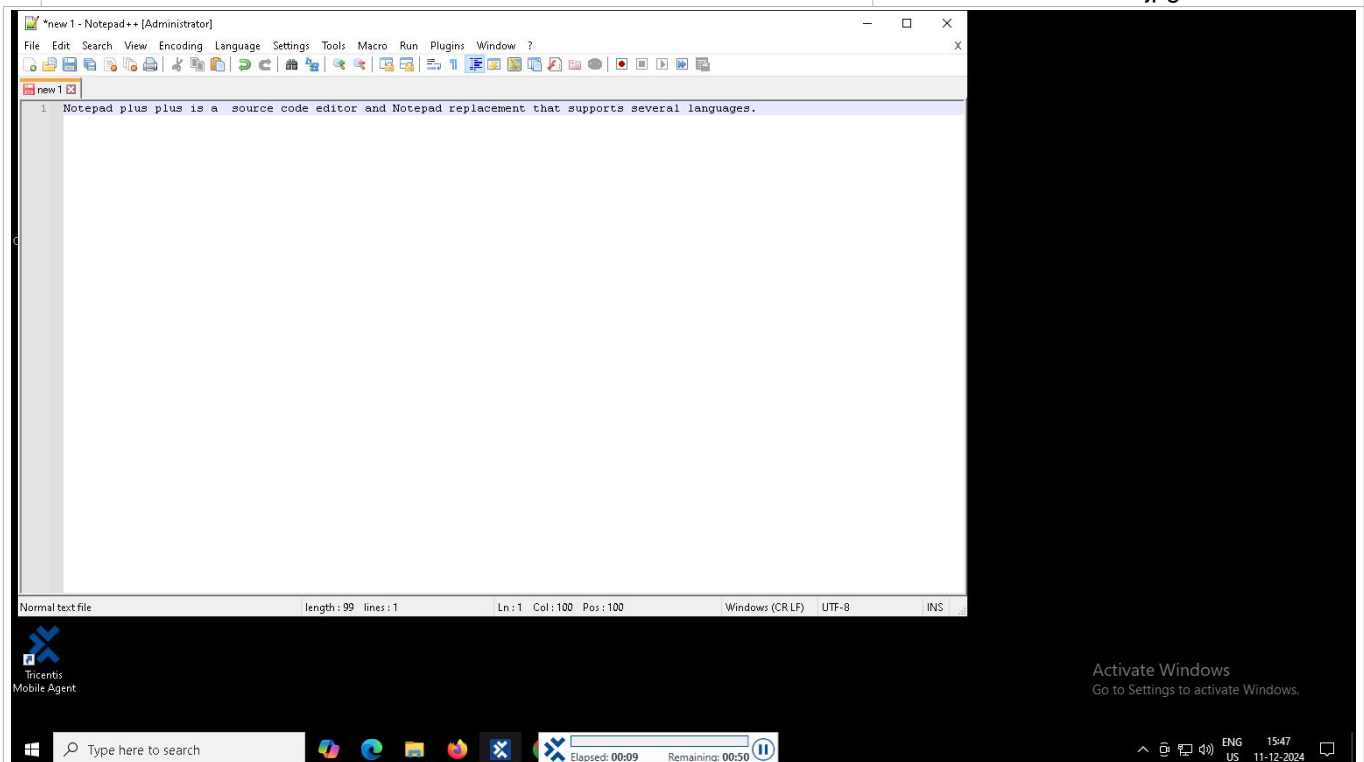 *new 1 - Notepad++ [Administrator]
File Edit Search View Encoding Language Settings Tools Macro Run Plugins Window ? X
new 1
1 Notepad plus plus is a  source code editor and Notepad replacement that supports several languages.
Normal text file length : 99 lines : 1 Ln : 1 Col : 100 Pos : 100 Windows (CR LF) UTF-8 INS
Tricentis
Mobile Agent
Activate Windows
Go to Settings to activate Windows.
Type here to search
Elapsed: 00:09 Remaining: 00:50
ENG 15:47
US 11-12-2024